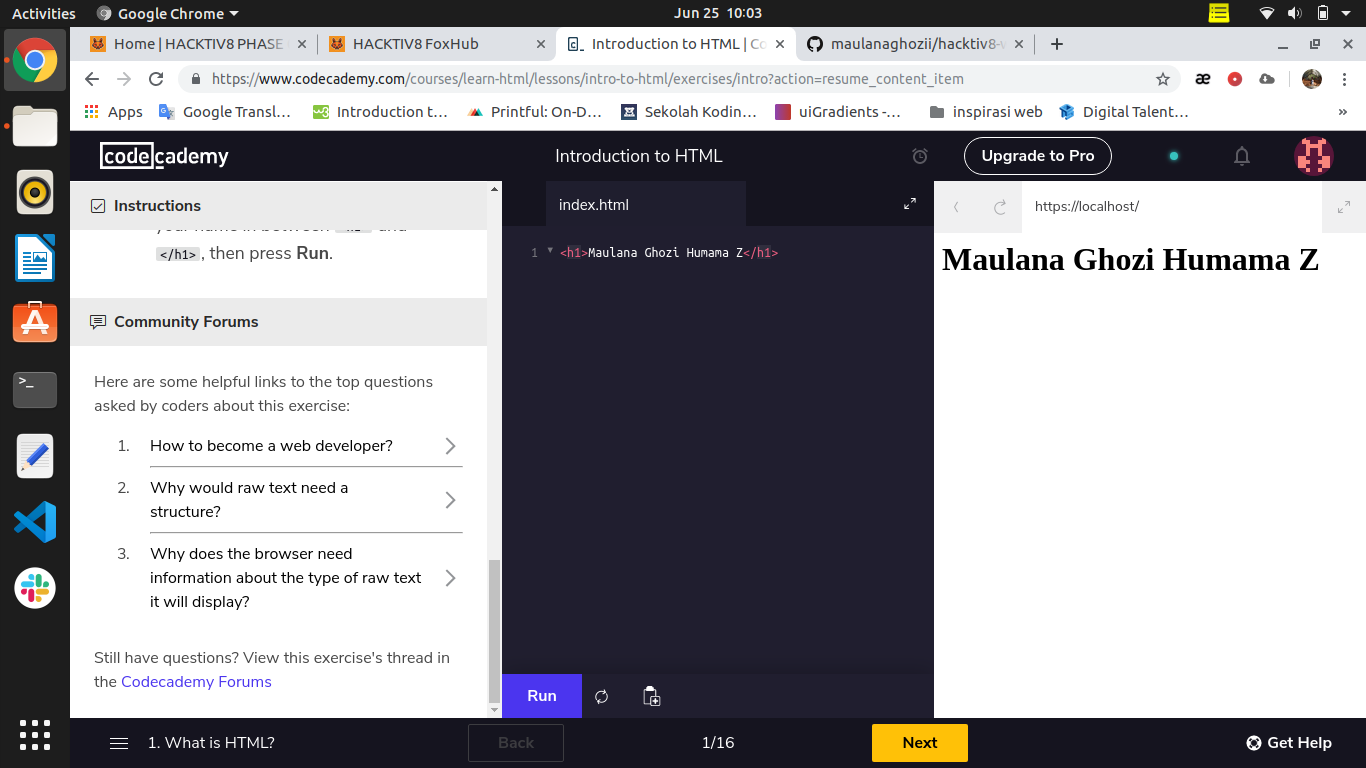 Activities Google Chrome Jun 25 10:03
Home | HACKTIV8 PHASE HACKTIV8 FoxHub Introduction to HTML | Co maulanaghozii/hacktiv8-
https://www.codecademy.com/courses/learn-html/lessons/intro-to-html/exercises/intro?action=resume_content_item
Apps Google Transl… Introduction t… Printful: On-D… Sekolah Kodin… uiGradients -… inspirasi web Digital Talent… »
codecademy Introduction to HTML Upgrade to Pro
Instructions
your name in between and
</h1>, then press Run.
Community Forums
Here are some helpful links to the top questions
asked by coders about this exercise:
1. How to become a web developer?
2. Why would raw text need a
structure?
3. Why does the browser need
information about the type of raw text
it will display?
Still have questions? View this exercise's thread in
the Codecademy Forums
index.html
1 <h1>Maulana Ghozi Humama Z</h1>
Run
https://localhost/
Maulana Ghozi Humama Z
1. What is HTML? Back 1/16 Next Get Help